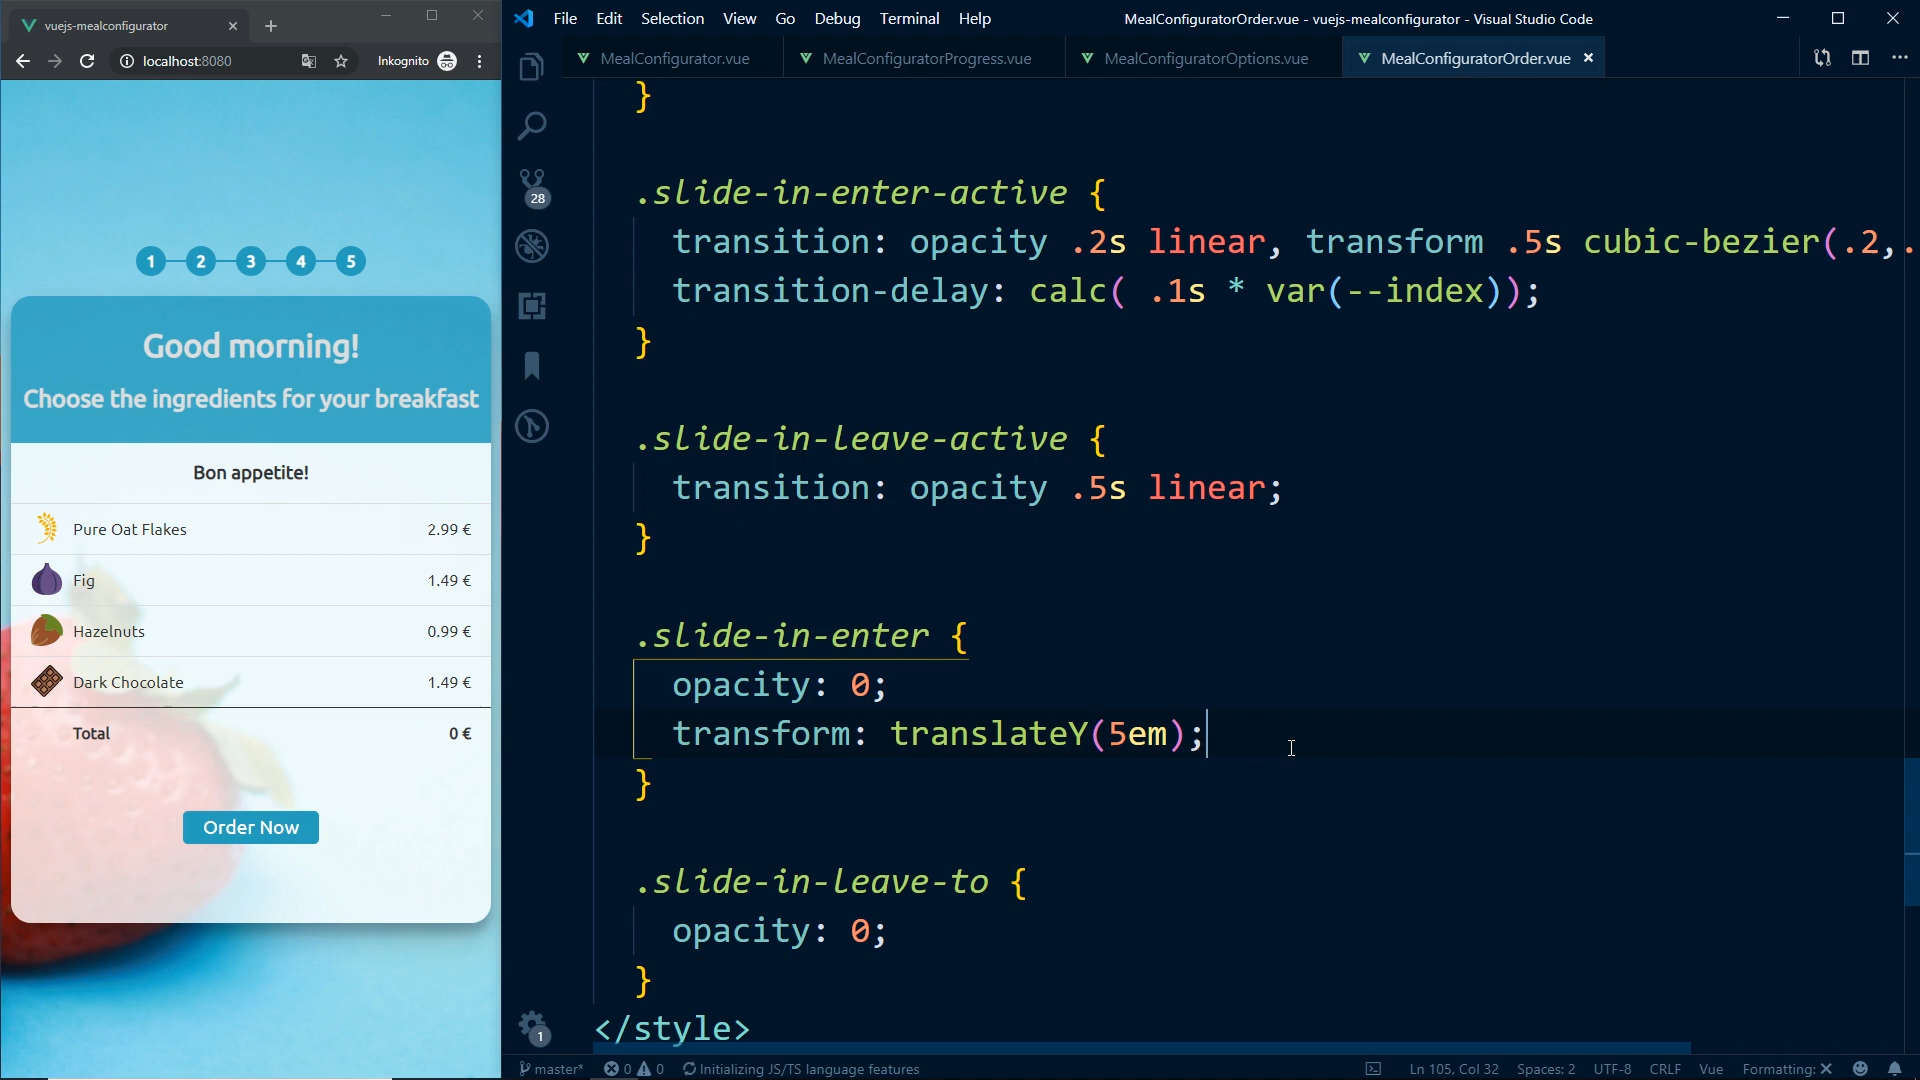 vuejs-mealconfigurator
localhost:8080
Inkognito
1 2 3 4 5
Good morning!
Choose the ingredients for your breakfast
Bon appetite!
Pure Oat Flakes 2.99 €
Fig 1.49 €
Hazelnuts 0.99 €
Dark Chocolate 1.49 €
Total 0 €
Order Now
File Edit Selection View Go Debug Terminal Help
MealConfiguratorOrder.vue - vuejs-mealconfigurator - Visual Studio Code
MealConfigurator.vue MealConfiguratorProgress.vue MealConfiguratorOptions.vue MealConfiguratorOrder.vue
28
1
}
.slide-in-enter-active {
transition: opacity .2s linear, transform .5s cubic-bezier(.2,.
transition-delay: calc( .1s * var(--index));
}
.slide-in-leave-active {
transition: opacity .5s linear;
}
.slide-in-enter {
opacity: 0;
transform: translateY(5em);
}
.slide-in-leave-to {
opacity: 0;
}
</style>
master* 0 0 Initializing JS/TS language features
Ln 105, Col 32 Spaces: 2 UTF-8 CRLF Vue Formatting: ✕